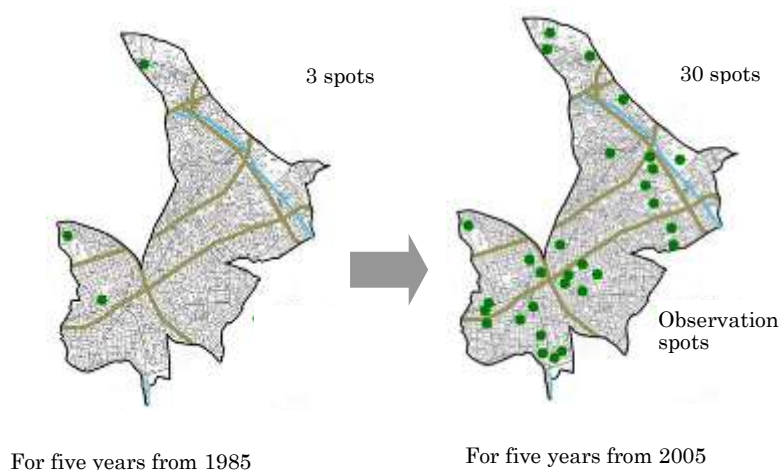 3 spots
30 spots
Observation
spots
For five years from 1985
For five years from 2005